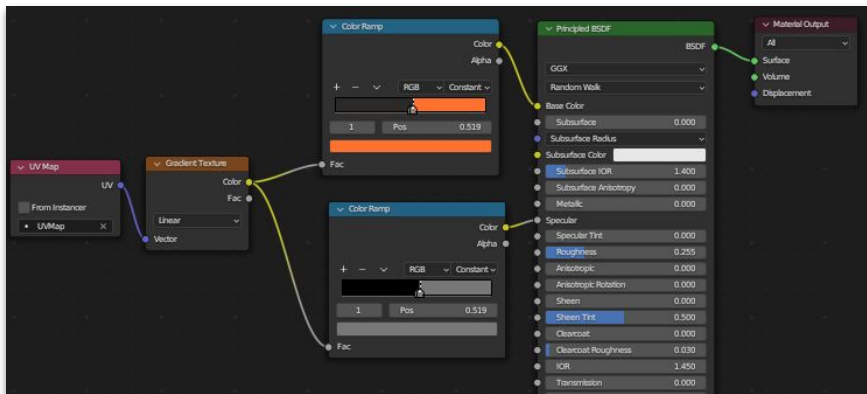 UV Map
UV
From Instancer
UVMap
Gradient Texture
Color
Fac
Linear
Vector
Color Ramp
Color
Alpha
RGB
Constant
1
Pos
0.519
Fac
Color Ramp
Color
Alpha
RGB
Constant
1
Pos
0.519
Fac
Principled BSDF
BSDF
GGX
Random Walk
Base Color
Subsurface 0.000
Subsurface Radius
Subsurface Color
Subsurface IOR 1.400
Subsurface Anisotropy 0.000
Metallic 0.000
Specular
Specular Tint 0.000
Roughness 0.255
Anisotropic 0.000
Anisotropic Rotation 0.000
Sheen 0.000
Sheen Tint 0.500
Clearcoat 0.000
Clearcoat Roughness 0.030
IOR 1.450
Transmission 0.000
Material Output
All
Surface
Volume
Displacement